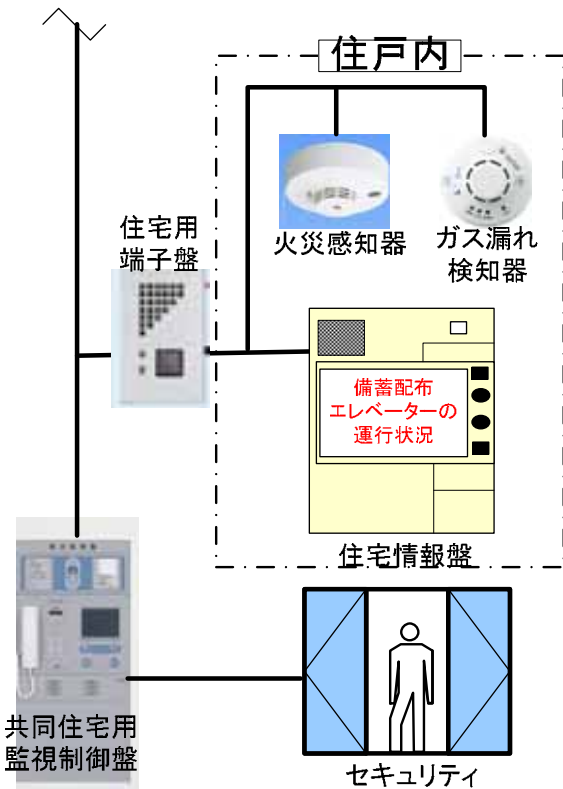 住戸内
火災感知器
ガス漏れ
検知器
住宅用
端子盤
備蓄配布
エレベーターの
運行状況
住宅情報盤
共同住宅用
監視制御盤
セキュリティ